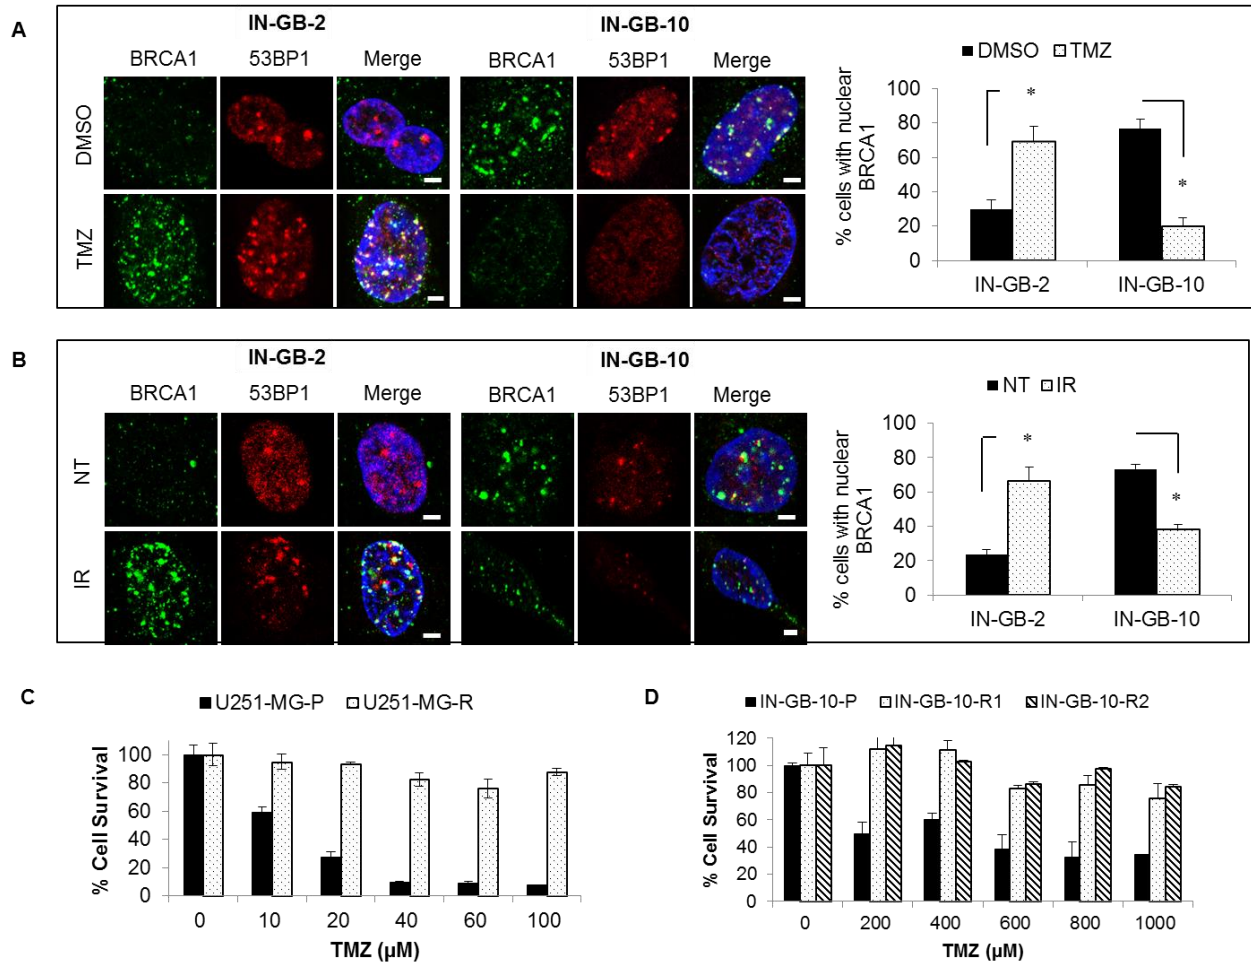 A
IN-GB-2 IN-GB-10
BRCA1 53BP1 Merge BRCA1 53BP1 Merge
DMSO
TMZ
DMSO TMZ
% cells with nuclear
BRCA1
100
80
60
40
20
0
*
*
IN-GB-2 IN-GB-10
B
IN-GB-2 IN-GB-10
BRCA1 53BP1 Merge BRCA1 53BP1 Merge
NT
IR
NT IR
% cells with nuclear
BRCA1
100
80
60
40
20
0
*
*
IN-GB-2 IN-GB-10
C
U251-MG-P U251-MG-R
% Cell Survival
100
80
60
40
20
0
0 10 20 40 60 100
TMZ (µM)
D
IN-GB-10-P IN-GB-10-R1 IN-GB-10-R2
% Cell Survival
120
100
80
60
40
20
0
0 200 400 600 800 1000
TMZ (µM)